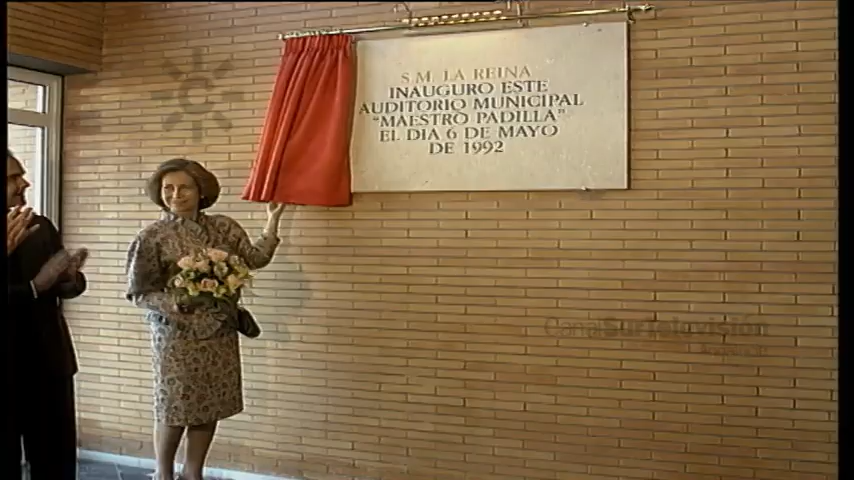 S.M. LA REINA
INAUGURO ESTE
AUDITORIO MUNICIPAL
"MAESTRO PADILLA"
EL DIA 6 DE MAYO
DE 1992
CanalSurTelevisión